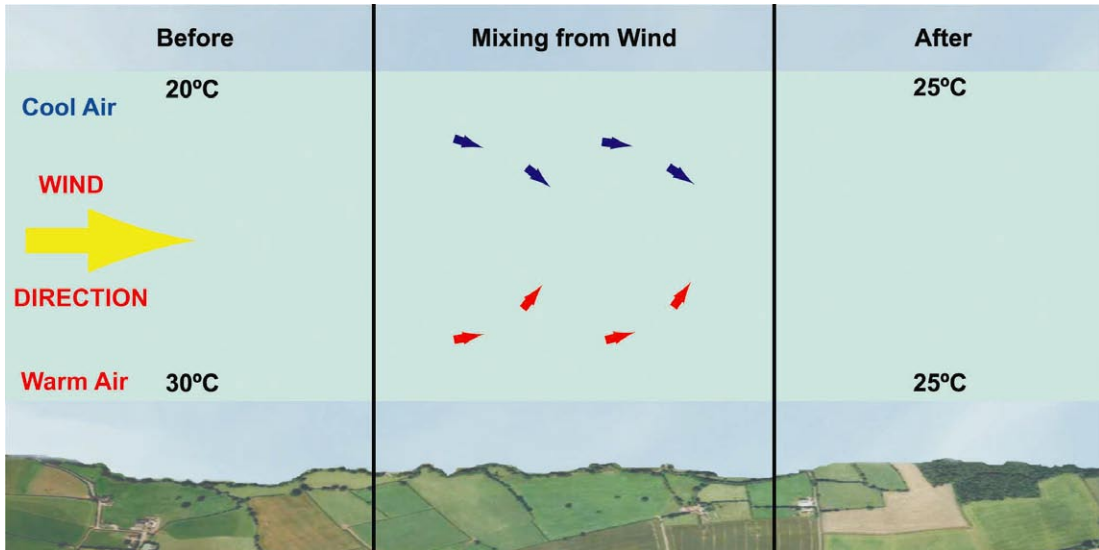 Before
Mixing from Wind
After
20ºC
25ºC
Cool Air
WIND
DIRECTION
Warm Air
30ºC
25ºC